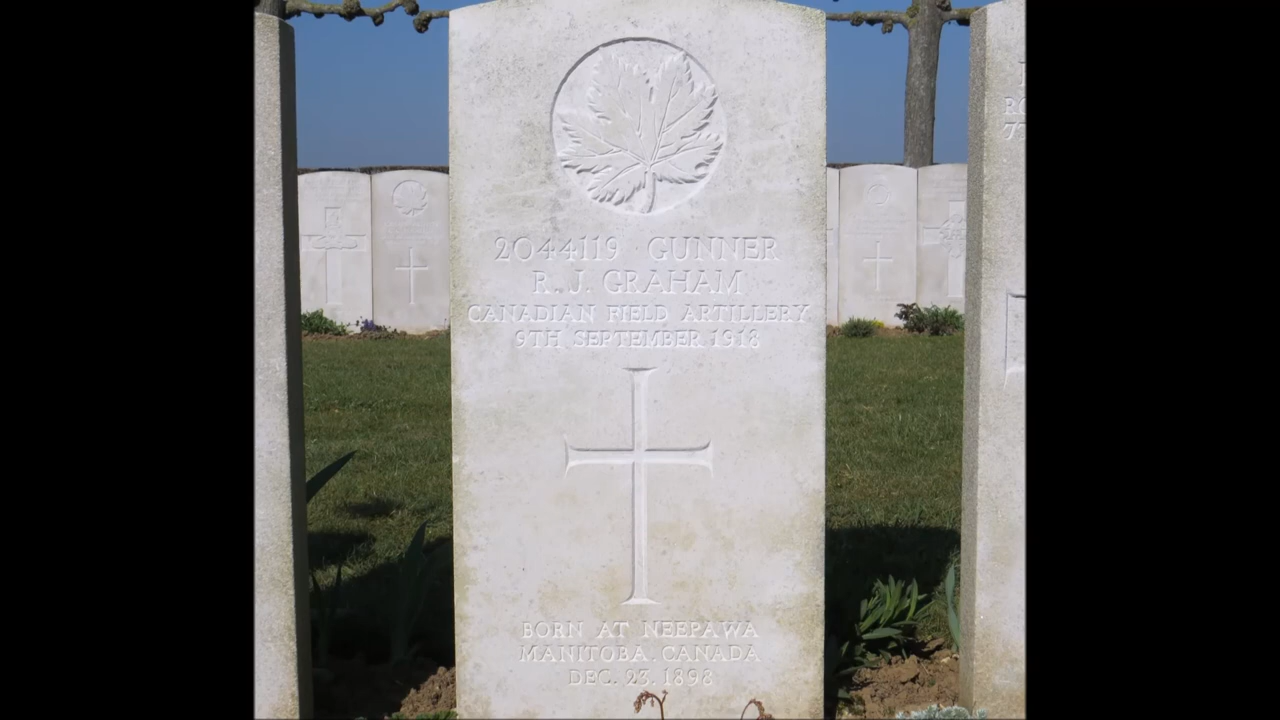 2044119 GUNNER
R. J. GRAHAM
CANADIAN FIELD ARTILLERY
9TH SEPTEMBER 1918
BORN AT NEEPAWA
MANITOBA. CANADA
DEC. 23. 1898